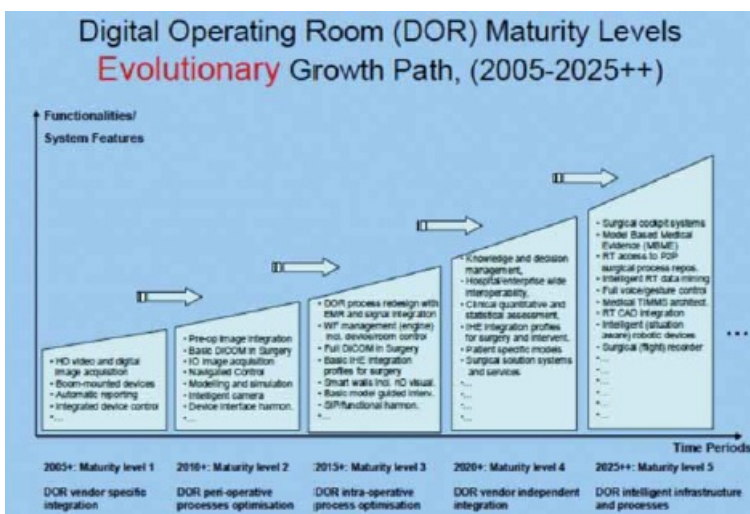 Digital Operating Room (DOR) Maturity Levels
Evolutionary Growth Path, (2005-2025++)
Functionalities/
System Features
• HD video and digital
image acquisition
• Boom-mounted devices
• Automatic reporting
• Integrated device control
•...
• Pre-op image integration
• Basic DICOM in Surgery
• IO image acquisition
• Navigated Control
• Modelling and simulation
• Intelligent camera
• Device interface harmon.
•...
• DOR process redesign with
EMR and signal integration
• WF management (engine)
incl. device/room control
• Full DICOM in Surgery
• Basic IHE integration
profiles for surgery
• Smart walls incl. nD visual.
• Basic model guided interv.
• SIP/functional harmon.
•...
• Knowledge and decision
management,
• Hospital/enterprise wide
interoperability,
• Clinical quantitative and
statistical assessment,
• IHE integration profiles
for surgery and intervent.
• Patient specific models
• Surgical solution systems
and services
•...
•...
•...
• Surgical cockpit systems
• Model Based Medical
Evidence (MBME)
• RT access to P2P
surgical process repos.
• Intelligent RT data mining
• Full voice/gesture control
• Medical TIMMS architect.
• RT CAD integration
• Intelligent (situation
aware) robotic devices
• Surgical (flight) recorder
•...
•...
•...
•...
•...
...
Time Periods
2005+: Maturity level 1
DOR vendor specific
integration
2010+: Maturity level 2
DOR peri-operative
processes optimisation
2015+: Maturity level 3
DOR intra-operative
process optimisation
2020+: Maturity level 4
DOR vendor independent
integration
2025++: Maturity level 5
DOR intelligent infrastructure
and processes